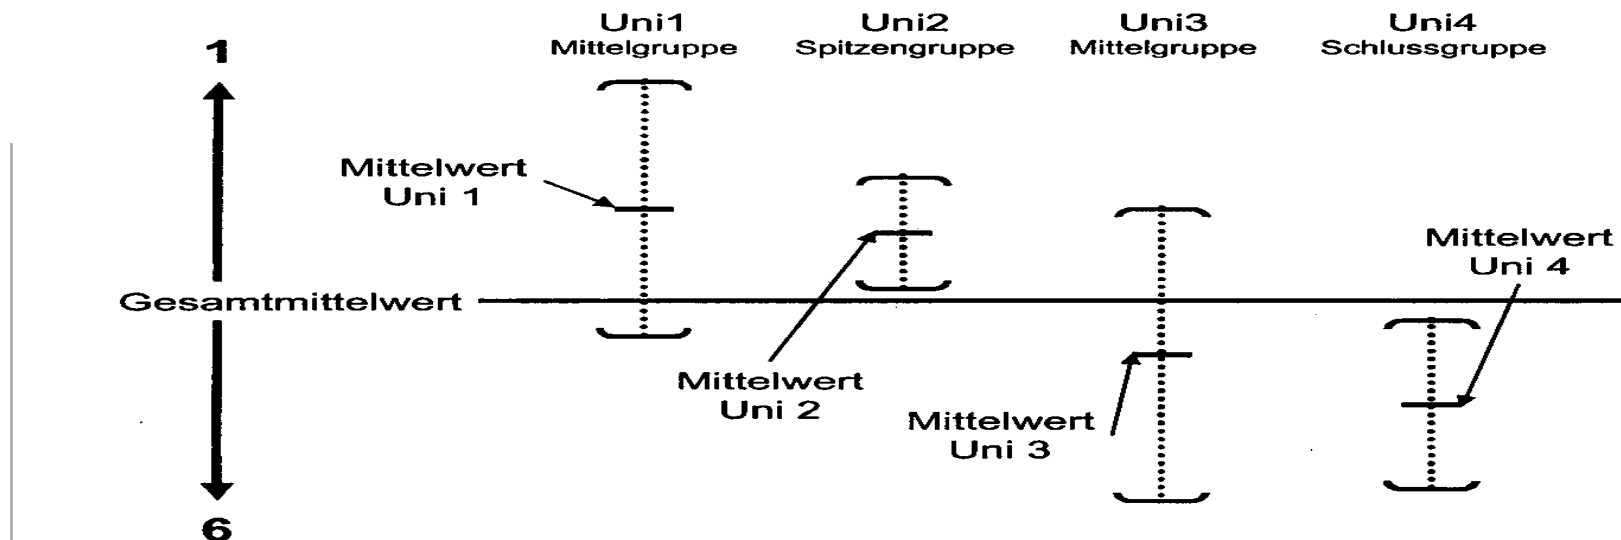 Uni1
Mittelgruppe
Uni2
Spitzengruppe
Uni3
Mittelgruppe
Uni4
Schlussgruppe
1
Mittelwert
Uni 1
Mittelwert
Uni 4
Gesamtmittelwert
Mittelwert
Uni 2
Mittelwert
Uni 3
6